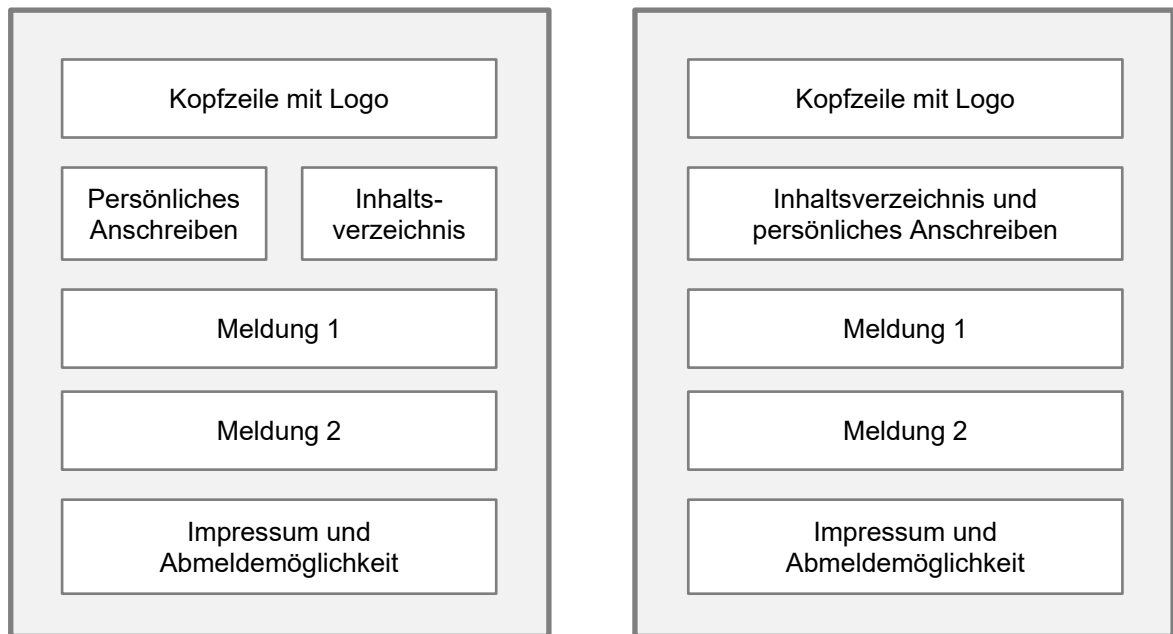 Kopfzeile mit Logo
Persönliches
Anschreiben
Inhalts-
verzeichnis
Meldung 1
Meldung 2
Impressum und
Abmeldemöglichkeit
Kopfzeile mit Logo
Inhaltsverzeichnis und
persönliches Anschreiben
Meldung 1
Meldung 2
Impressum und
Abmeldemöglichkeit